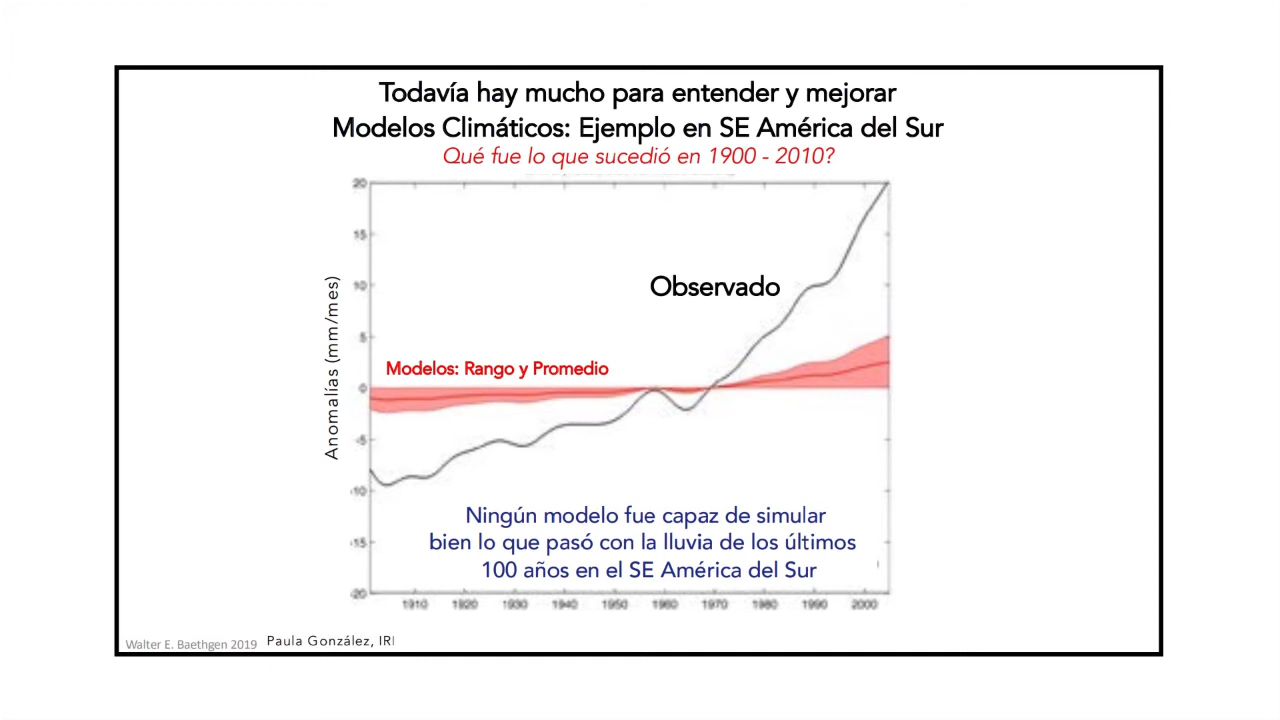 Todavía hay mucho para entender y mejorar
Modelos Climáticos: Ejemplo en SE América del Sur
Qué fue lo que sucedió en 1900 - 2010?
20
15
10
5
0
-5
-10
-15
-20
Anomalías (mm/mes)
Observado
Modelos: Rango y Promedio
Ningún modelo fue capaz de simular
bien lo que pasó con la lluvia de los últimos
100 años en el SE América del Sur
1910 1920 1930 1940 1950 1960 1970 1980 1990 2000
Walter E. Baethgen 2019 Paula González, IRI